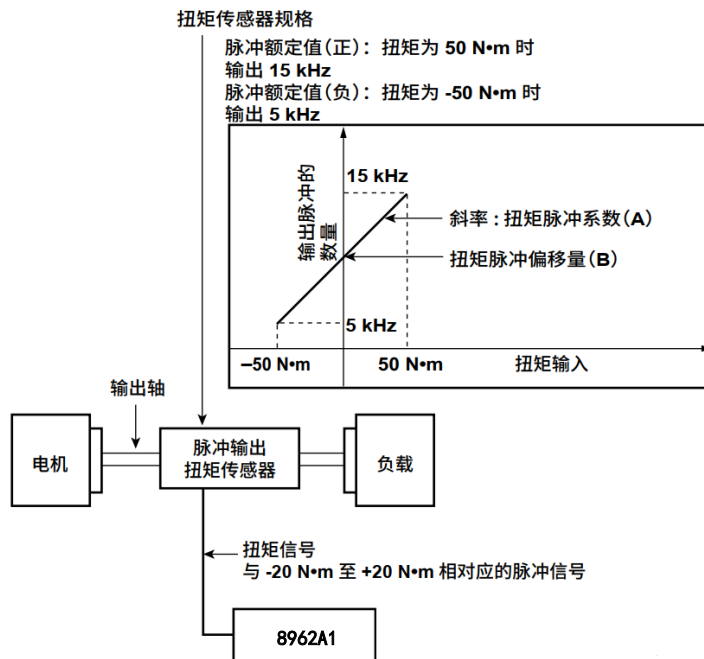 扭矩传感器规格
脉冲额定值(正)：扭矩为 50 N•m 时
输出 15 kHz
脉冲额定值(负)：扭矩为 -50 N•m 时
输出 5 kHz
输出脉冲的
数量
15 kHz
斜率 : 扭矩脉冲系数(A)
扭矩脉冲偏移量(B)
5 kHz
–50 N•m
50 N•m
扭矩输入
输出轴
电机
脉冲输出
扭矩传感器
负载
扭矩信号
与 -20 N•m 至 +20 N•m 相对应的脉冲信号
8962A1